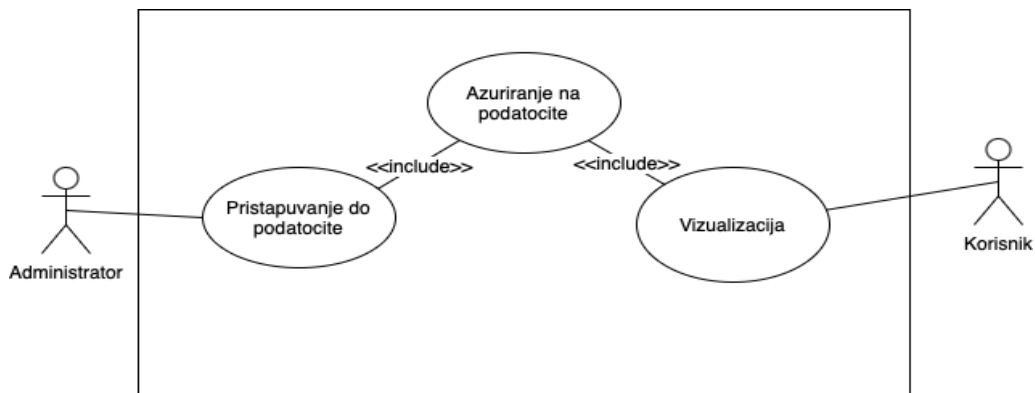 Azuriranje na
podatocite
<<include>>
<<include>>
Pristapuvanje do
podatocite
Vizualizacija
Administrator
Korisnik